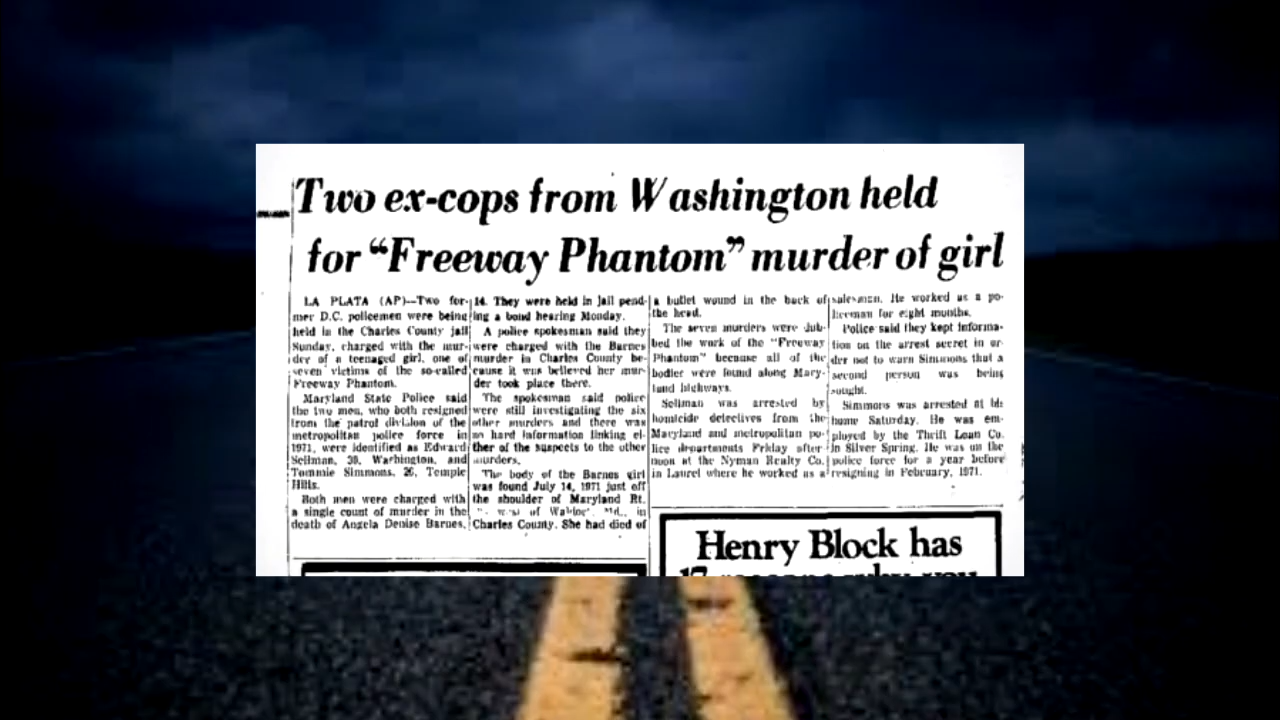 Two ex-cops from Washington held
for “Freeway Phantom” murder of girl
LA PLATA (AP)—Two for-
mer D.C. policemen were being
held in the Charles County jail
Sunday, charged with the mur-
der of a teenaged girl, one of
seven victims of the so-called
Freeway Phantom.
Maryland State Police said
the two men, who both resigned
from the patrol division of the
metropolitan police force in
1971, were identified as Edward
Sellman, 30, Washington, and
Tommie Simmons, 26, Temple
Hills.
Both men were charged with
a single count of murder in the
death of Angela Denise Barnes,
14. They were held in jail pend-
ing a bond hearing Monday.
A police spokesman said they
were charged with the Barnes
murder in Charles County be-
cause it was believed her mur-
der took place there.
The spokesman said police
were still investigating the six
other murders and there was
no hard information linking ei-
ther of the suspects to the other
murders.
The body of the Barnes girl
was found July 14, 1971 just off
the shoulder of Maryland Rt.
west of Md., in
Charles County. She had died of
a bullet wound in the back of
the head.
The seven murders were dub-
bed the work of the “Freeway
Phantom” because all of the
bodier were found along Mary-
land highways.
Sellman was arrested by
homicide detectives from the
Maryland and metropolitan po-
lice departments Friday after-
noon at the Nyman Realty Co.
in Laurel where he worked as a
salesman. He worked as a po-
liceman for eight months.
Police said they kept informa-
tion on the arrest secret in or-
der not to warn Simmons that a
second person was being
sought.
Simmons was arrested at his
home Saturday. He was em-
ployed by the Thrift Loan Co.
in Silver Spring. He was on the
police force for a year before
resigning in February, 1971.
Henry Block has
17 reasons why you